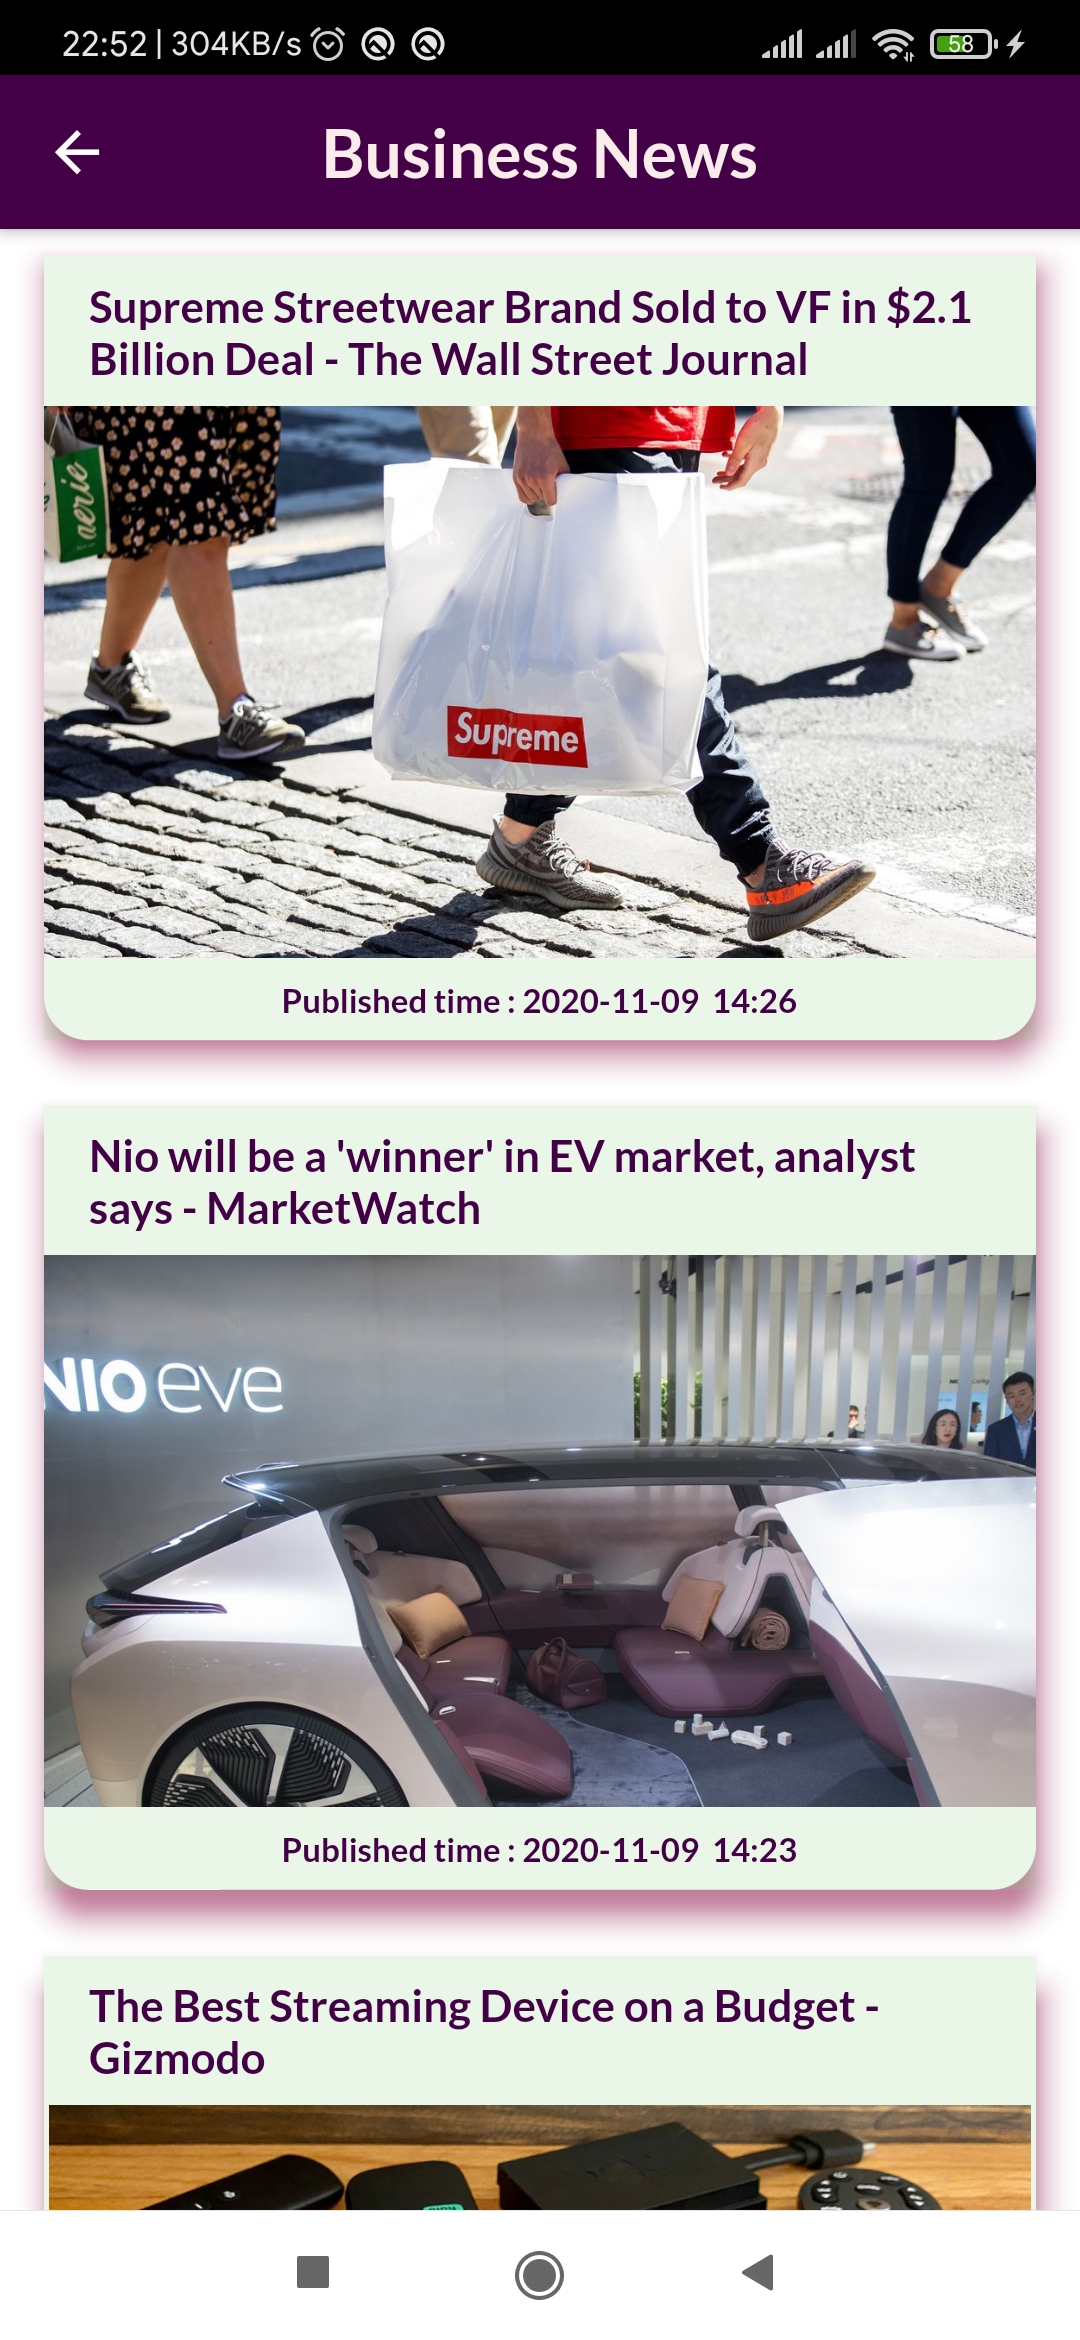 22:52 | 304KB/s
58
Business News
Supreme Streetwear Brand Sold to VF in $2.1
Billion Deal - The Wall Street Journal
aerie
Supreme
Published time : 2020-11-09 14:26
Nio will be a 'winner' in EV market, analyst
says - MarketWatch
NIO eve
Published time : 2020-11-09 14:23
The Best Streaming Device on a Budget -
Gizmodo